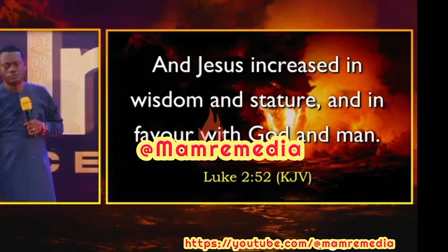 And Jesus increased in
wisdom and stature, and in
favour with God and man.
@Mamremedia
Luke 2:52 (KJV)
https://youtube.com/@mamremedia